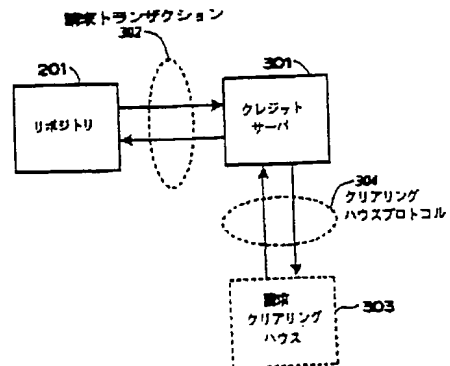 請求トランザクション
302
201
301
リポジトリ
クレジット
サーバ
304
クリアリング
ハウスプロトコル
請求
クリアリング
ハウス
303